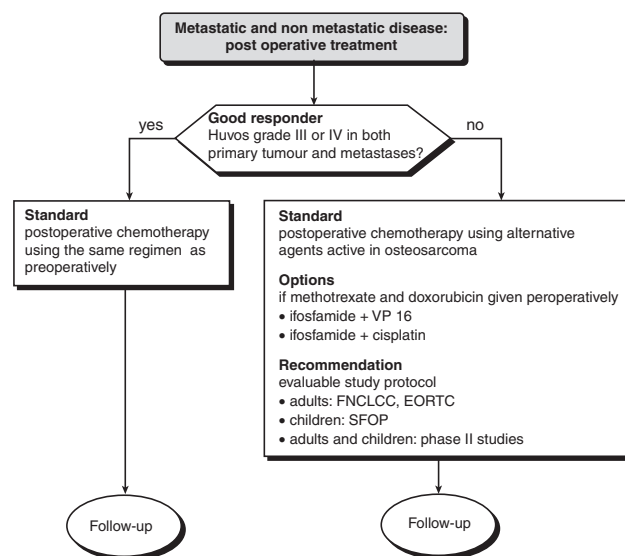 Metastatic and non metastatic disease:
post operative treatment
Good responder
Huvos grade III or IV in both
primary tumour and metastases?
yes
no
Standard
postoperative chemotherapy
using the same regimen as
preoperatively
Standard
postoperative chemotherapy using alternative
agents active in osteosarcoma
Options
if methotrexate and doxorubicin given peroperatively
• ifosfamide + VP 16
• ifosfamide + cisplatin
Recommendation
evaluable study protocol
• adults: FNCLCC, EORTC
• children: SFOP
• adults and children: phase II studies
Follow-up
Follow-up